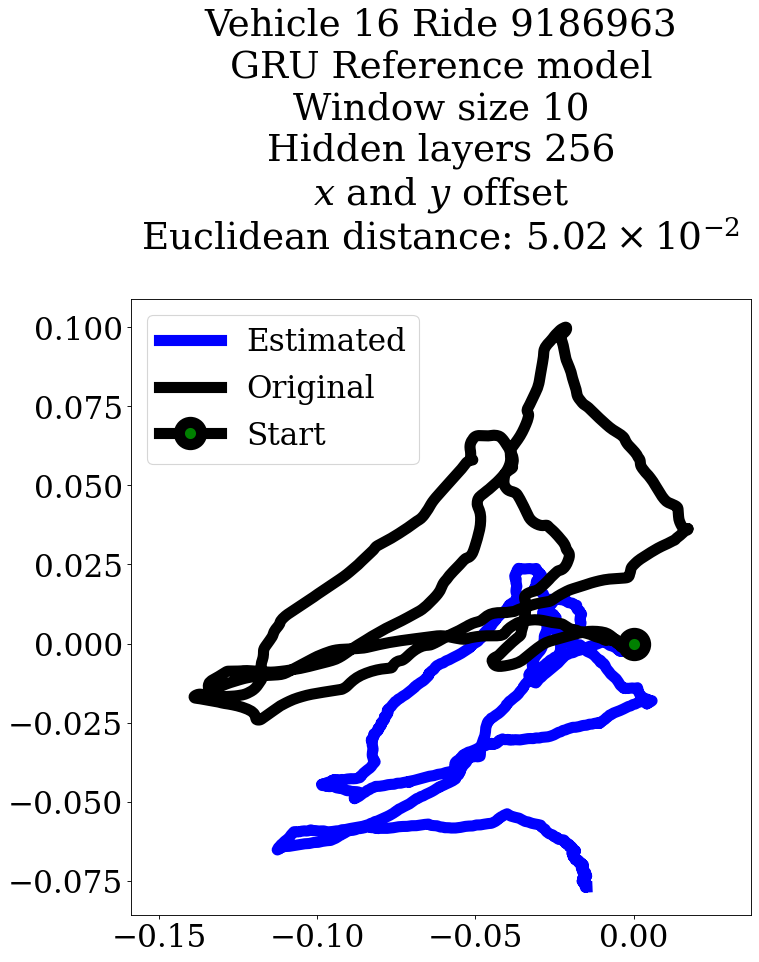 Vehicle 16 Ride 9186963
GRU Reference model
Window size 10
Hidden layers 256
x and y offset
Euclidean distance: 5.02 × 10⁻²
Estimated
Original
Start
0.100
0.075
0.050
0.025
0.000
−0.025
−0.050
−0.075
−0.15 −0.10 −0.05 0.00